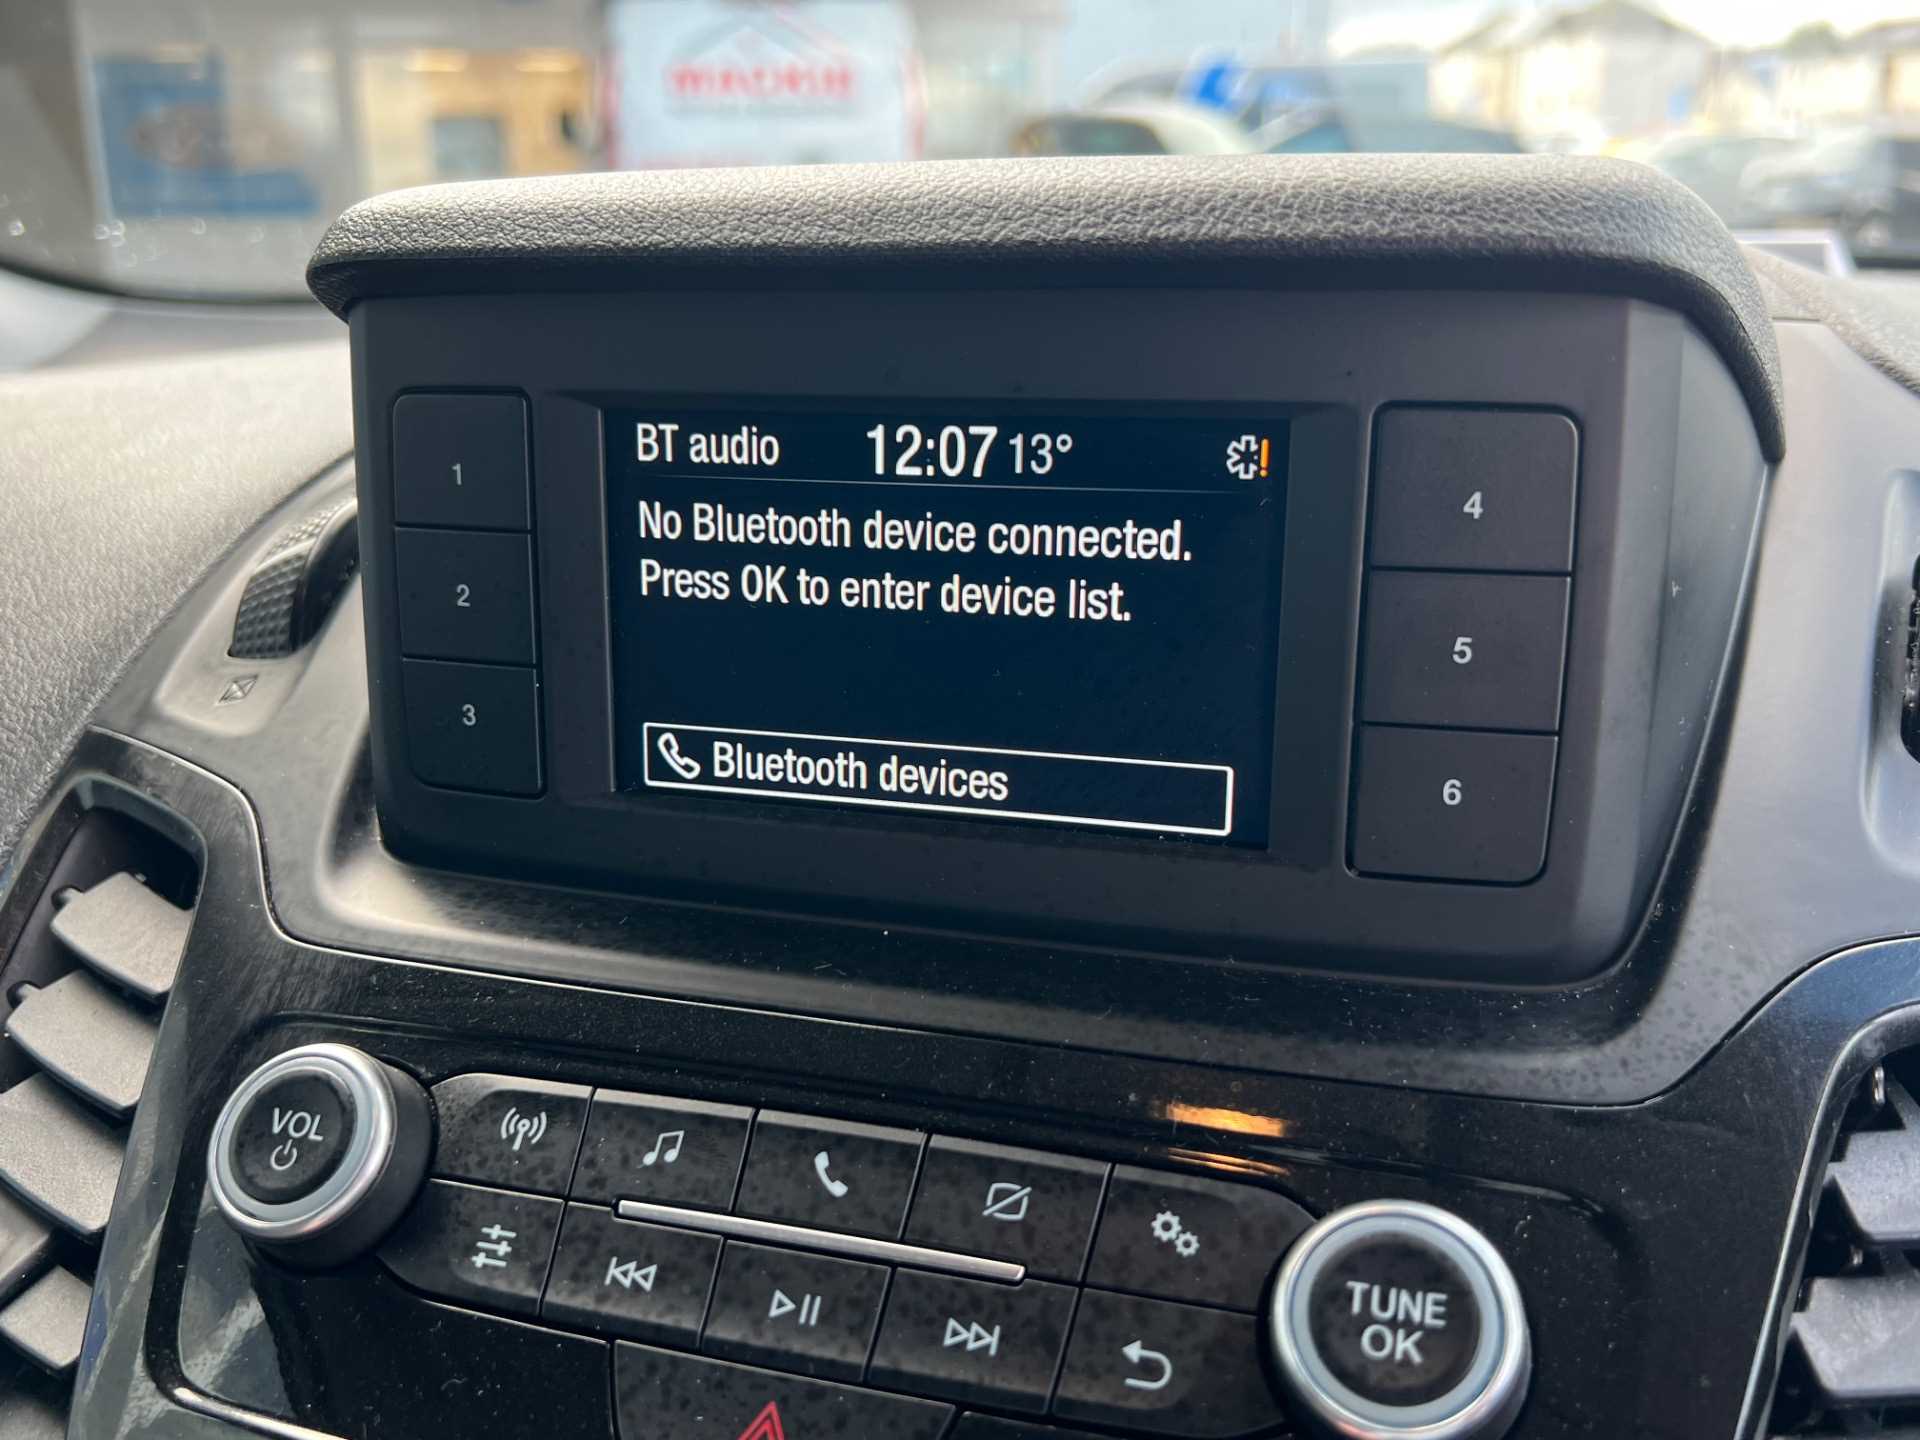 BT audio 12:07 13°
No Bluetooth device connected.
Press OK to enter device list.
Bluetooth devices
1
2
3
4
5
6
VOL
TUNE
OK